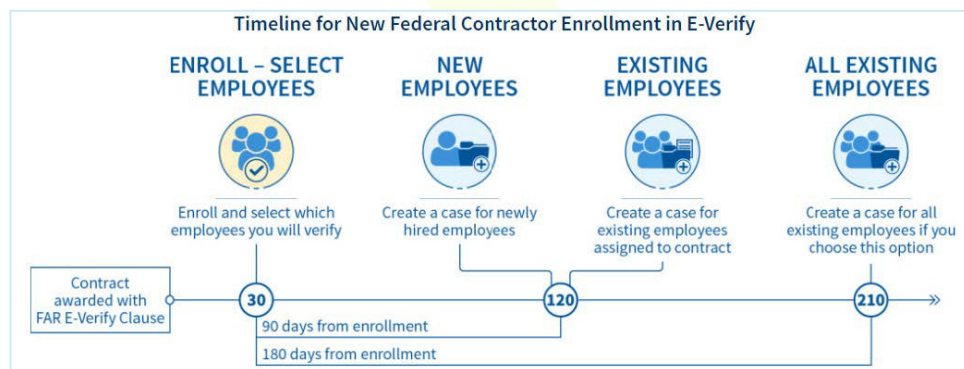 Timeline for New Federal Contractor Enrollment in E-Verify
ENROLL – SELECT
EMPLOYEES
NEW
EMPLOYEES
EXISTING
EMPLOYEES
ALL EXISTING
EMPLOYEES
Enroll and select which
employees you will verify
Create a case for newly
hired employees
Create a case for
existing employees
assigned to contract
Create a case for all
existing employees if you
choose this option
Contract
awarded with
FAR E-Verify Clause
30
120
210
90 days from enrollment
180 days from enrollment